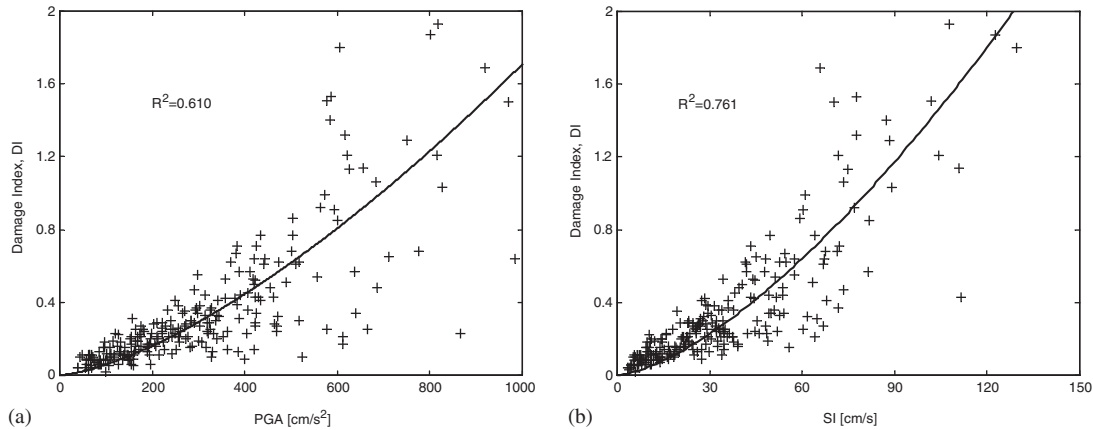 2
1.6
1.2
0.8
0.4
0
Damage Index, DI
R²=0.610
0 200 400 600 800 1000
(a) PGA [cm/s²]
2
1.6
1.2
0.8
0.4
0
Damage Index, DI
R²=0.761
0 30 60 90 120 150
(b) SI [cm/s]